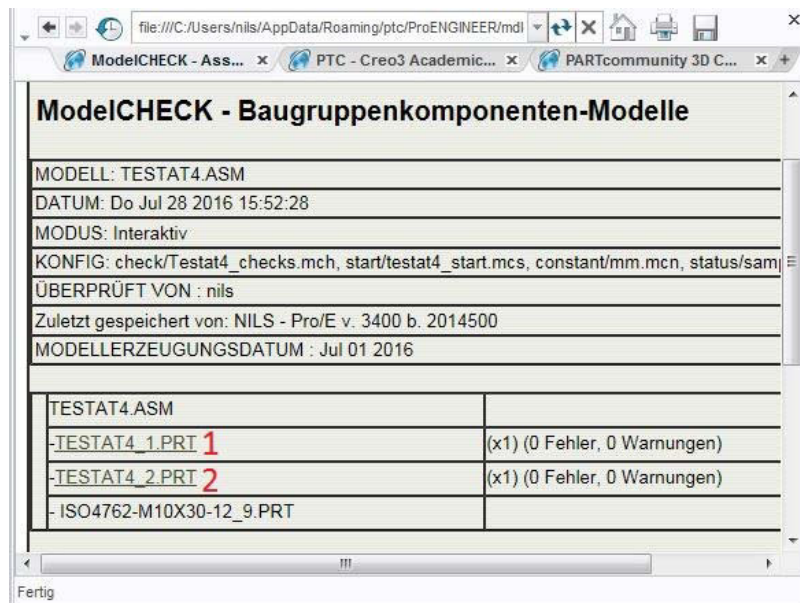 file:///C:/Users/nils/AppData/Roaming/ptc/ProENGINEER/mdl
ModelCHECK - Ass... x PTC - Creo3 Academic... x PARTcommunity 3D C... x +
ModelCHECK - Baugruppenkomponenten-Modelle
MODELL: TESTAT4.ASM
DATUM: Do Jul 28 2016 15:52:28
MODUS: Interaktiv
KONFIG: check/Testat4_checks.mch, start/testat4_start.mcs, constant/mm.mcn, status/samp
ÜBERPRÜFT VON : nils
Zuletzt gespeichert von: NILS - Pro/E v. 3400 b. 2014500
MODELLERZEUGUNGSDATUM : Jul 01 2016
TESTAT4.ASM
-TESTAT4_1.PRT 1 (x1) (0 Fehler, 0 Warnungen)
-TESTAT4_2.PRT 2 (x1) (0 Fehler, 0 Warnungen)
- ISO4762-M10X30-12_9.PRT
Fertig